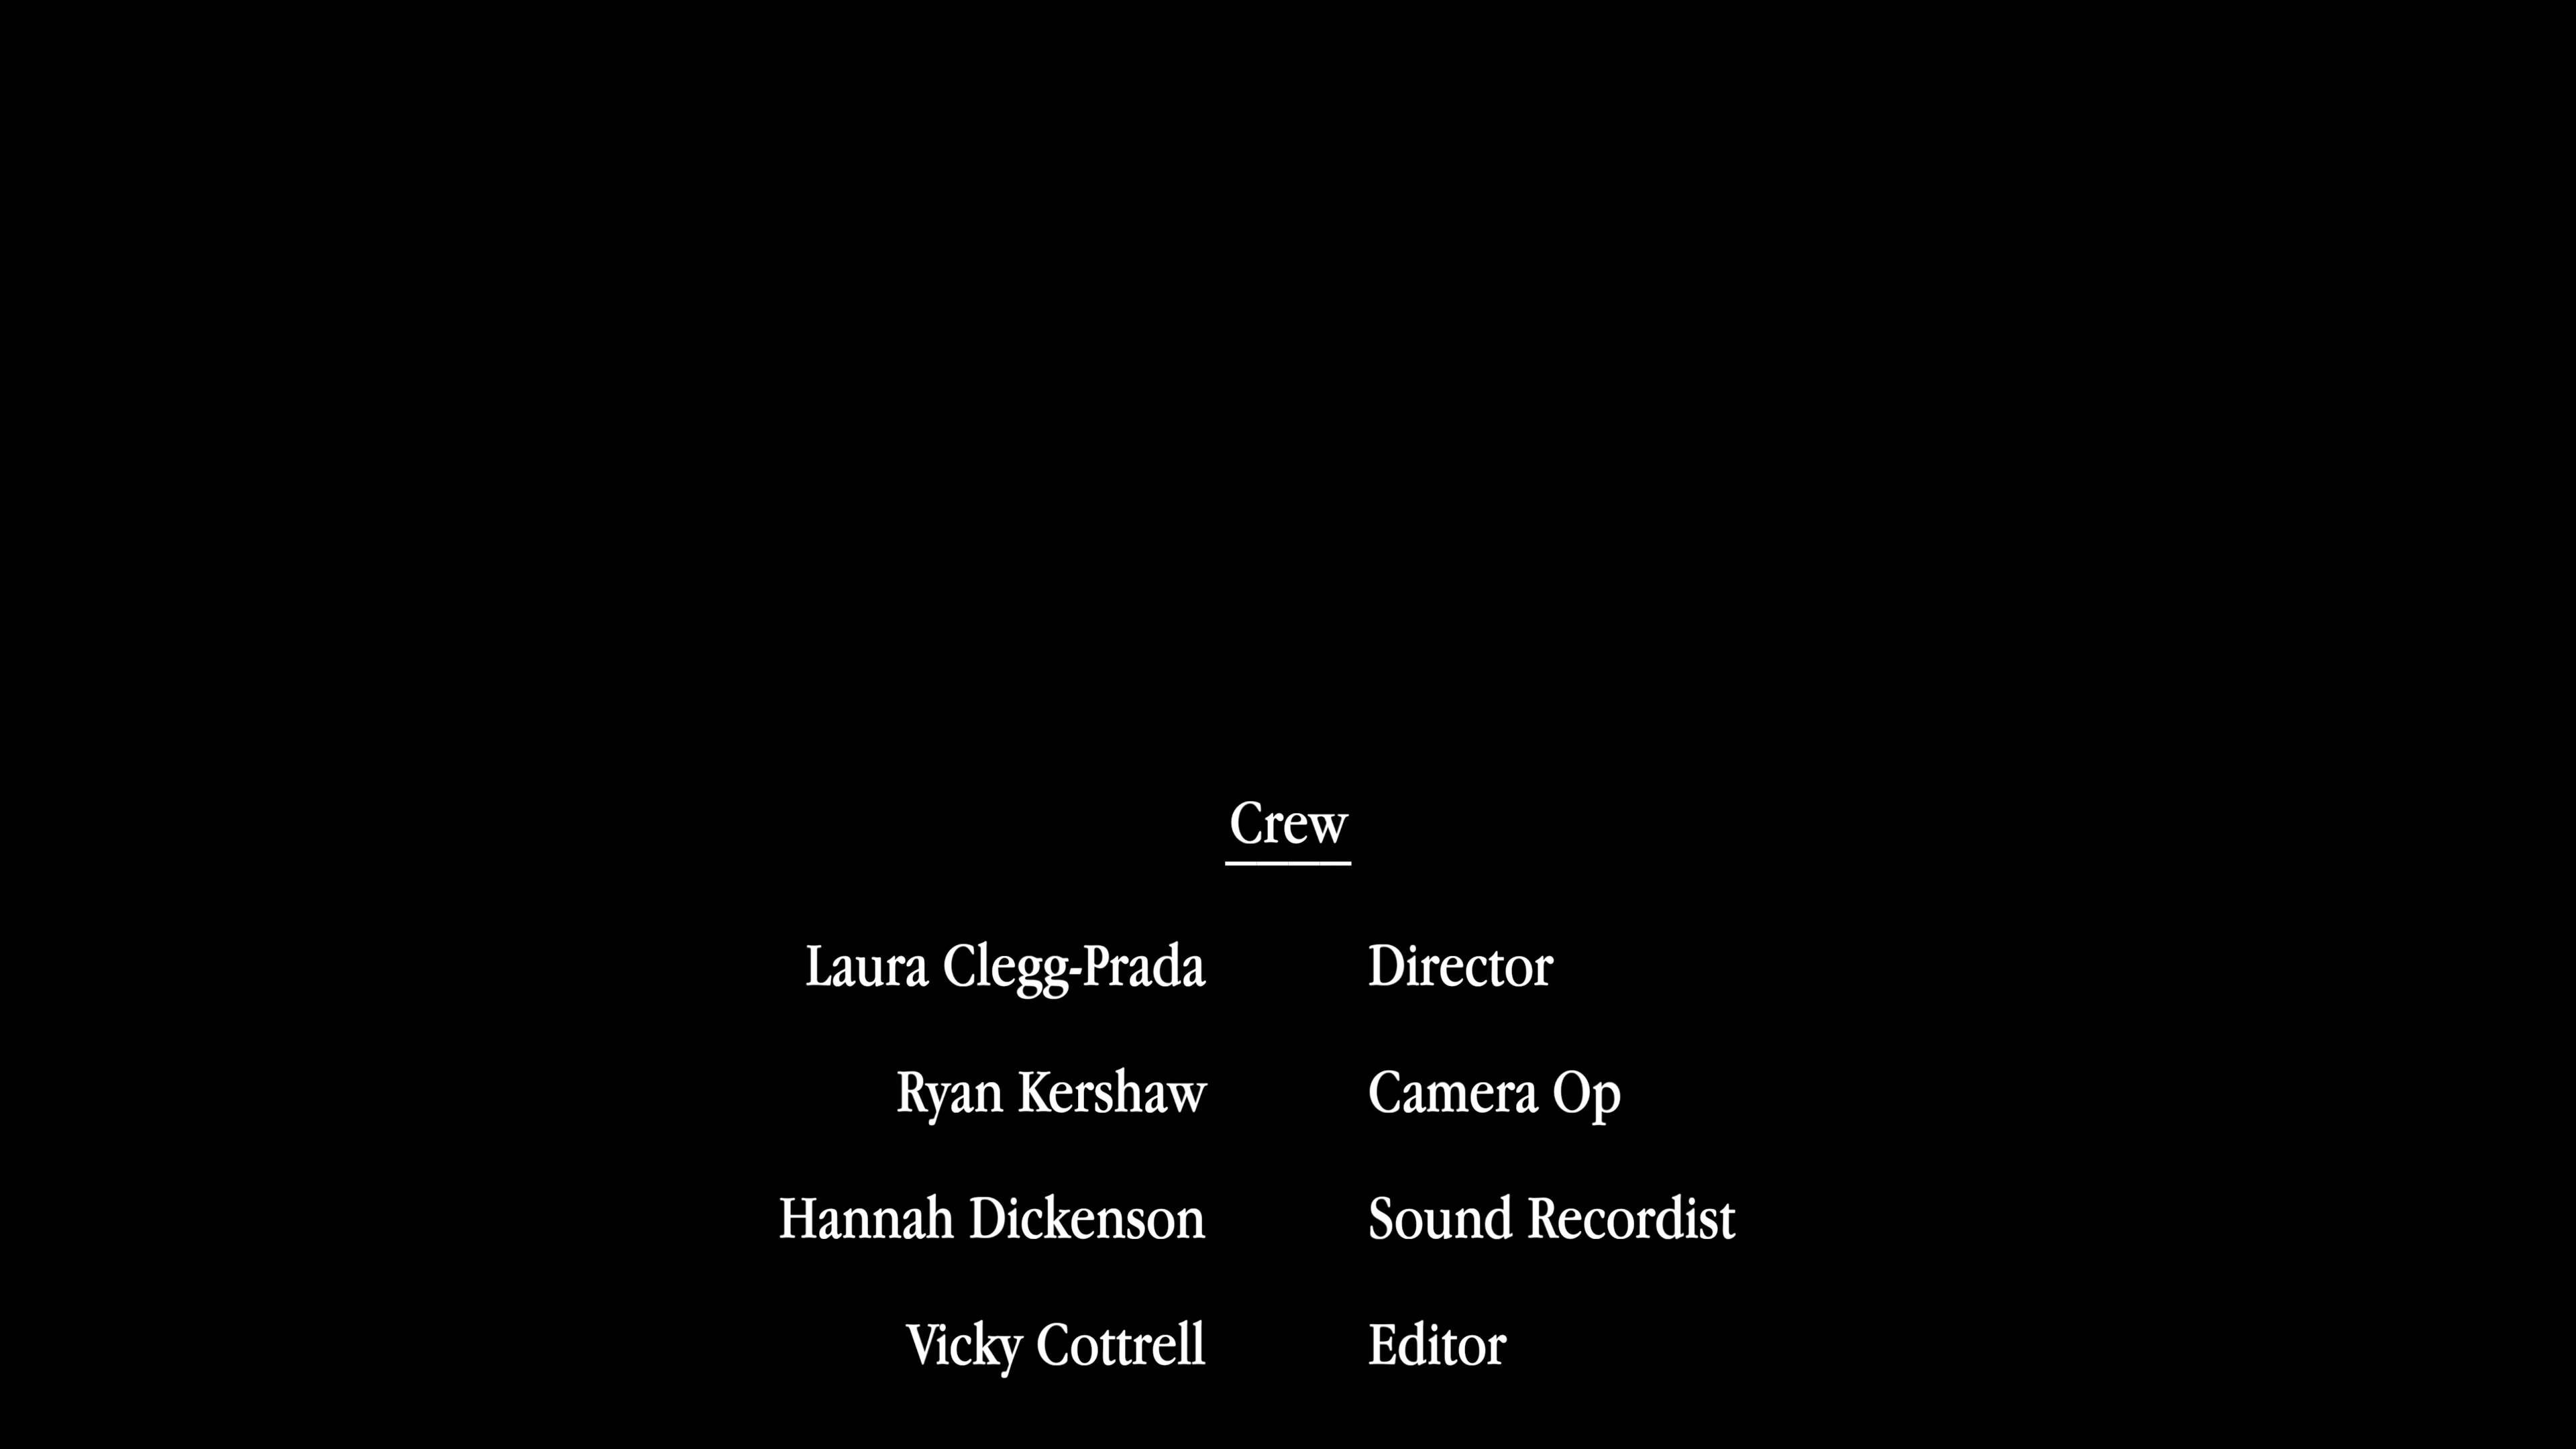 Crew
Laura Clegg-Prada Director
Ryan Kershaw Camera Op
Hannah Dickenson Sound Recordist
Vicky Cottrell Editor